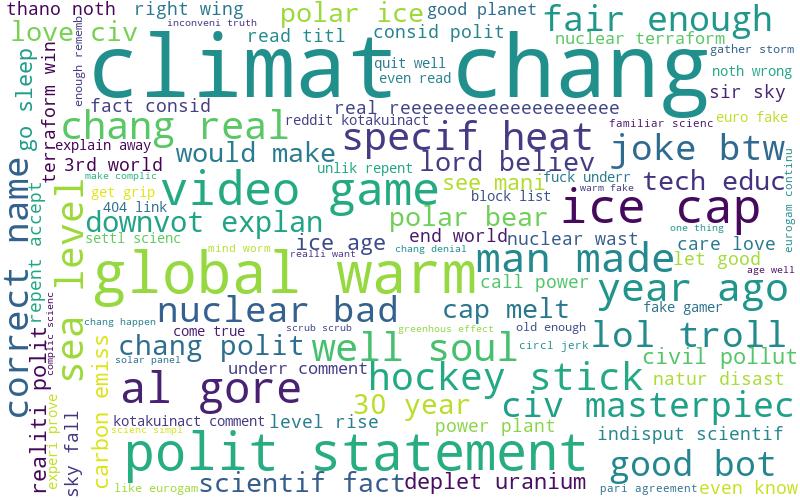 thano noth
right wing
inconveni truth
polar ice
good planet
fair enough
love civ
read titl
consid polit
nuclear terraform
gather storm
climat chang
quit well
even read
noth wrong
sir sky
enough rememb
go sleep
terraform win
fact consid
real reeeeeeeeeeeeeeeeeee
euro fake
chang real
reddit kotakuinact
specif heat
familiar scienc
joke btw
explain away
would make
lord believ
3rd world
unlik repent
fuck underr
tech educ
make complic
see mani
get grip
video game
block list
warm fake
ice cap
eurogam continu
404 link
downvot explan
polar bear
one thing
settl scienc
ice age
end world
nuclear wast
care love
mind worm
realli want
chang denial
man made
let good
age well
correct name
repent accept
sea level
global warm
call power
year ago
nuclear bad
cap melt
fake gamer
chang happen
come true
scrub scrub
greenhous effect
old enough
lol troll
chang polit
well soul
circl jerk
civil pollut
solar panel
underr comment
hockey stick
natur disast
realiti polit
complic scienc
al gore
30 year
civ masterpiec
experi prove
sky fall
carbon emiss
kotakuinact comment
level rise
power plant
scienc simpl
polit statement
indisput scientif
good bot
like eurogam
scientif fact
deplet uranium
pari agreement
even know